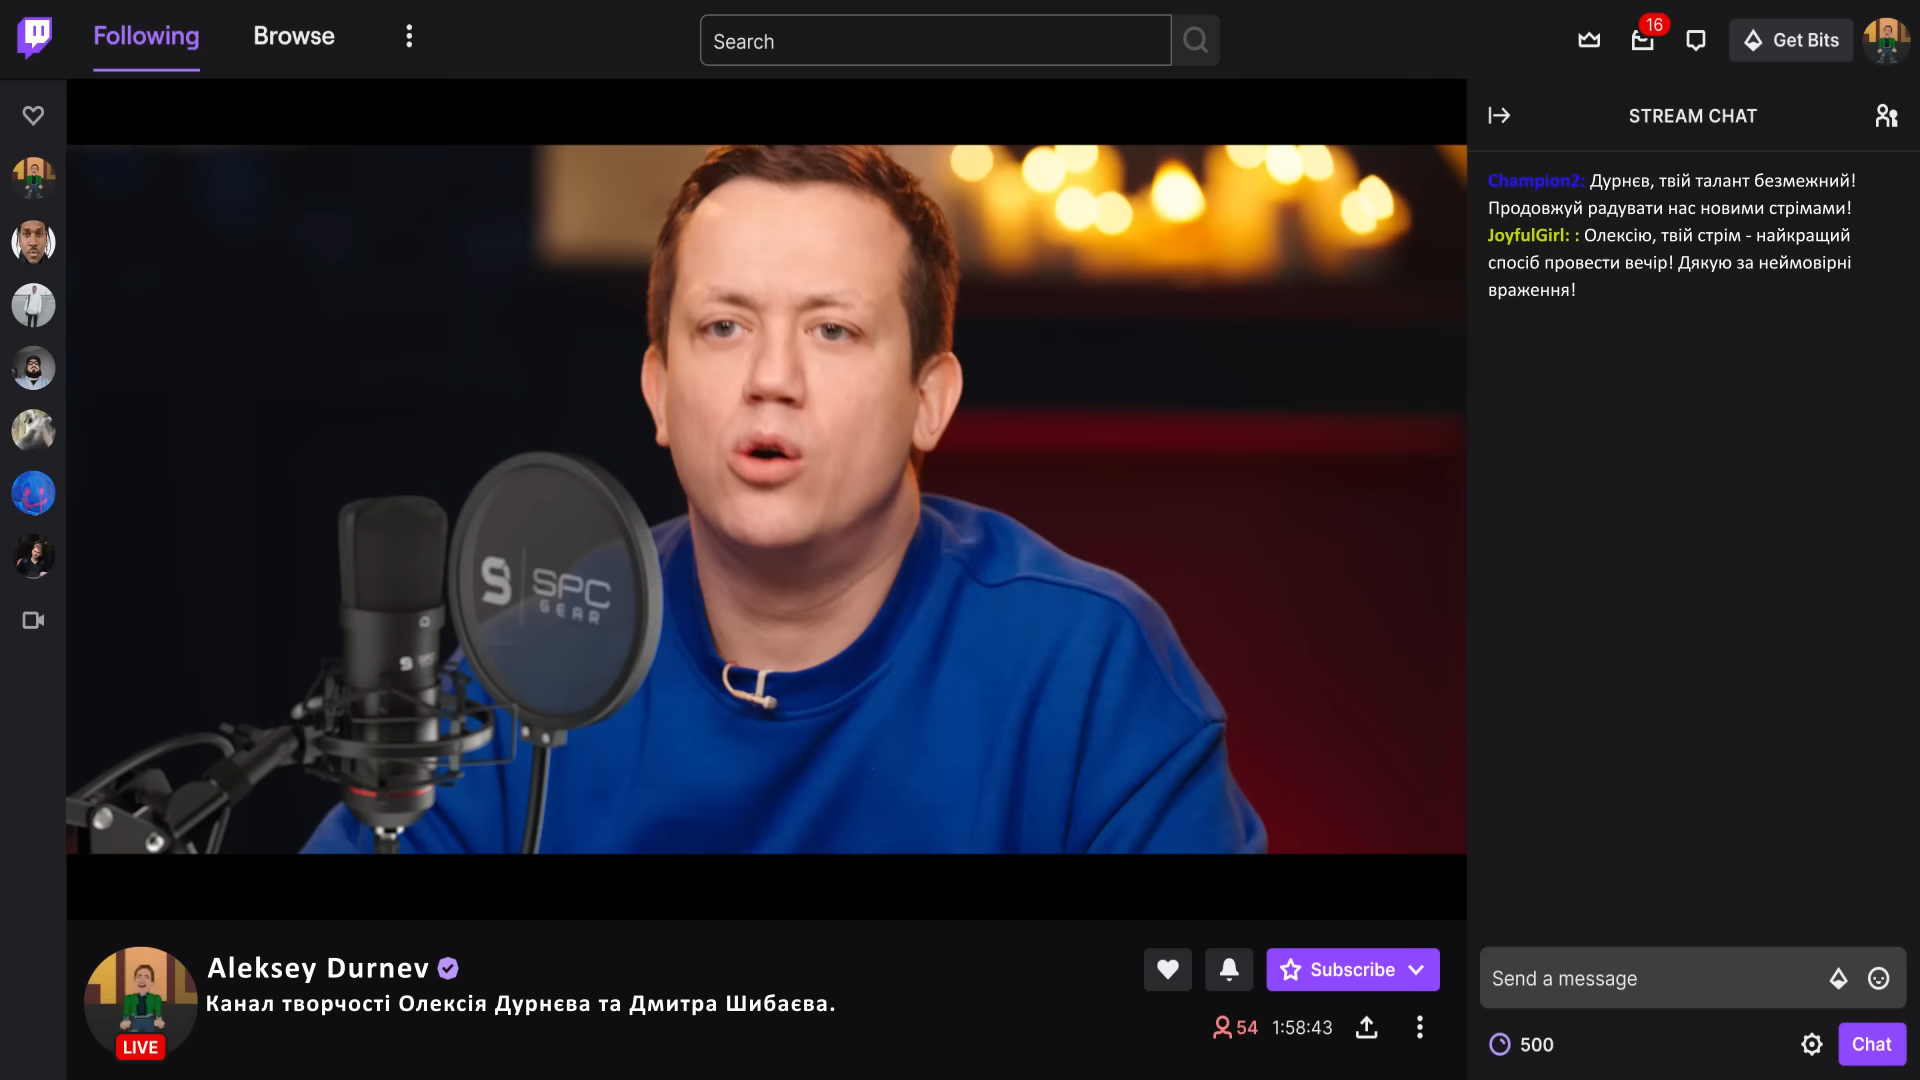 Following
Browse
Search
16
Get Bits
STREAM CHAT
Champion2: Дурнєв, твій талант безмежний!
Продовжуй радувати нас новими стрімами!
JoyfulGirl: : Олексію, твій стрім - найкращий
спосіб провести вечір! Дякую за неймовірні
враження!
S SPC
GEAR
Aleksey Durnev
Канал творчості Олексія Дурнєва та Дмитра Шибаєва.
LIVE
Subscribe
54 1:58:43
Send a message
500
Chat